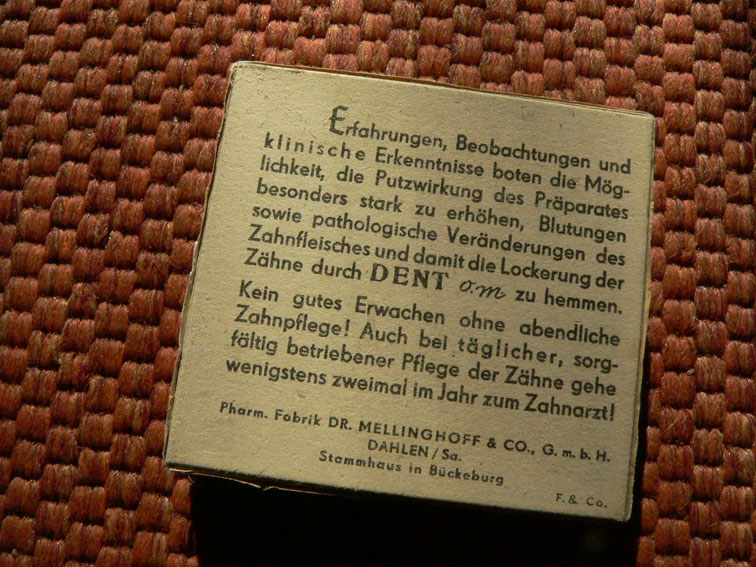 Erfahrungen, Beobachtungen und
klinische Erkenntnisse boten die Mög-
lichkeit, die Putzwirkung des Präparates
besonders stark zu erhöhen, Blutungen
sowie pathologische Veränderungen des
Zahnfleisches und damit die Lockerung der
Zähne durch DENT o.m. zu hemmen.
Kein gutes Erwachen ohne abendliche
Zahnpflege! Auch bei täglicher, sorg-
fältig betriebener Pflege der Zähne gehe
wenigstens zweimal im Jahr zum Zahnarzt!
Pharm. Fabrik DR. MELLINGHOFF & CO., G. m. b. H.
DAHLEN/Sa.
Stammhaus in Bückeburg
F. & Co.